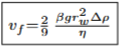 v_f = \frac{2}{9} \frac{\beta g r_w^2 \Delta\rho}{\eta}